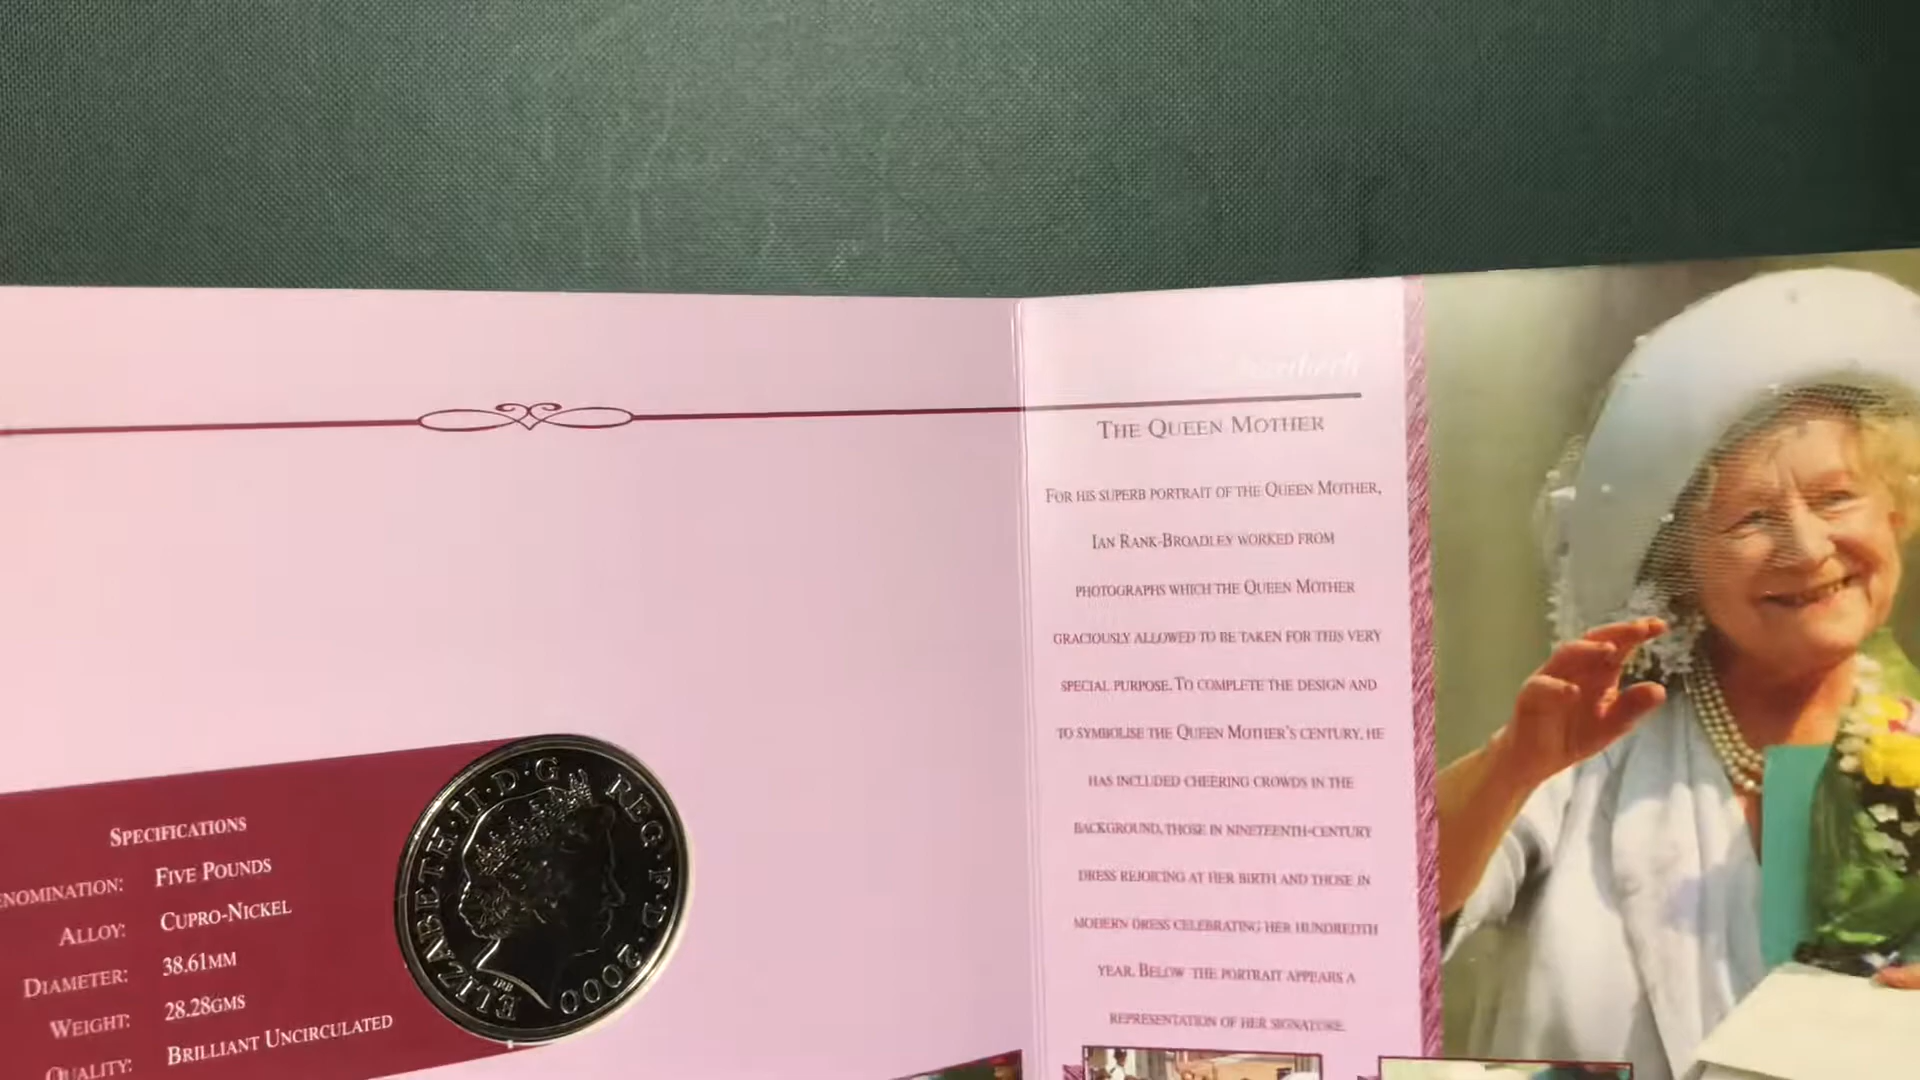 THE QUEEN MOTHER
FOR HIS SUPERB PORTRAIT OF THE QUEEN MOTHER,
IAN RANK-BROADLEY WORKED FROM
PHOTOGRAPHS WHICH THE QUEEN MOTHER
GRACIOUSLY ALLOWED TO BE TAKEN FOR THIS VERY
SPECIAL PURPOSE. TO COMPLETE THE DESIGN AND
TO SYMBOLISE THE QUEEN MOTHER'S CENTURY, HE
HAS INCLUDED CHEERING CROWDS IN THE
BACKGROUND, THOSE IN NINETEENTH-CENTURY
DRESS REJOICING AT HER BIRTH AND THOSE IN
MODERN DRESS CELEBRATING HER HUNDREDTH
YEAR. BELOW THE PORTRAIT APPEARS A
REPRESENTATION OF HER SIGNATURE.
SPECIFICATIONS
ENOMINATION: FIVE POUNDS
ALLOY: CUPRO-NICKEL
DIAMETER: 38.61MM
WEIGHT: 28.28GMS
QUALITY: BRILLIANT UNCIRCULATED
ELIZABETH·II·D·G REG·F·D·2000
IRB